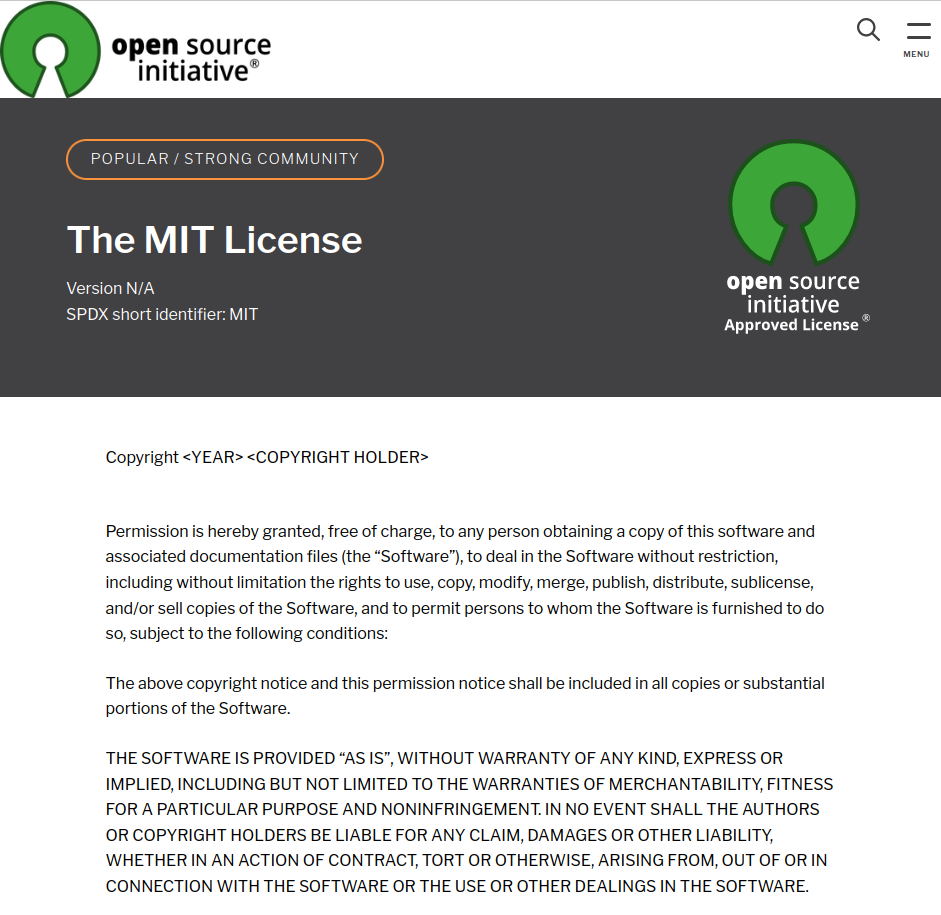 open source
initiative®
MENU
POPULAR / STRONG COMMUNITY
The MIT License
Version N/A
SPDX short identifier: MIT
open source
initiative
Approved License ®
Copyright <YEAR> <COPYRIGHT HOLDER>
Permission is hereby granted, free of charge, to any person obtaining a copy of this software and
associated documentation files (the “Software”), to deal in the Software without restriction,
including without limitation the rights to use, copy, modify, merge, publish, distribute, sublicense,
and/or sell copies of the Software, and to permit persons to whom the Software is furnished to do
so, subject to the following conditions:
The above copyright notice and this permission notice shall be included in all copies or substantial
portions of the Software.
THE SOFTWARE IS PROVIDED “AS IS”, WITHOUT WARRANTY OF ANY KIND, EXPRESS OR
IMPLIED, INCLUDING BUT NOT LIMITED TO THE WARRANTIES OF MERCHANTABILITY, FITNESS
FOR A PARTICULAR PURPOSE AND NONINFRINGEMENT. IN NO EVENT SHALL THE AUTHORS
OR COPYRIGHT HOLDERS BE LIABLE FOR ANY CLAIM, DAMAGES OR OTHER LIABILITY,
WHETHER IN AN ACTION OF CONTRACT, TORT OR OTHERWISE, ARISING FROM, OUT OF OR IN
CONNECTION WITH THE SOFTWARE OR THE USE OR OTHER DEALINGS IN THE SOFTWARE.